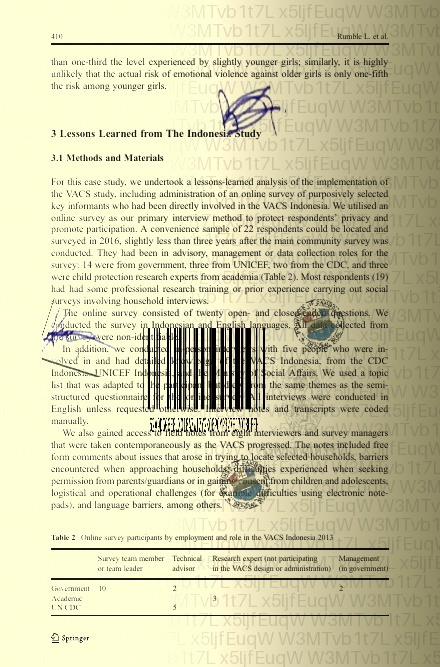 410
Rumble L. et al.
than one-third the level experienced by slightly younger girls; similarly, it is highly
unlikely that the actual risk of emotional violence against older girls is only one-fifth
the risk among younger girls.
3 Lessons Learned from The Indonesia Study
3.1 Methods and Materials
For this case study, we undertook a lessons-learned analysis of the implementation of
the VACS study, including administration of an online survey of purposively selected
key informants who had been directly involved in the VACS Indonesia. We utilised an
online survey as our primary interview method to protect respondents' privacy and
promote participation. A convenience sample of 22 respondents could be located and
surveyed in 2016, slightly less than three years after the main community survey was
conducted. They had been in advisory, management or data collection roles for the
survey: 14 were from government, three from UNICEF, two from the CDC, and three
were child protection research experts from academia (Table 2). Most respondents (19)
had had some professional research training or prior experience carrying out social
surveys involving household interviews.
The online survey consisted of twenty open- and closed-ended questions. We
conducted the survey in Indonesian and English languages. All data collected from
the survey were non-identifiable.
In addition, we conducted with five people who were in-
volved in and had detailed VACS Indonesia, from the CDC
Indonesia, UNICEF Indonesia, and the Ministry of Social Affairs. We used a topic
list that was adapted to the participant from the same themes as the semi-
structured questionnaire for the interviews were conducted in
English unless requested otherwise. Interview notes and transcripts were coded
manually.
We also gained access to field notes from eight interviewers and survey managers
that were taken contemporaneously as the VACS progressed. The notes included free
form comments about issues that arose in trying to locate selected households, barriers
encountered when approaching households, difficulties experienced when seeking
permission from parents/guardians or in gaining from children and adolescents,
logistical and operational challenges (for example difficulties using electronic note-
pads), and language barriers, among others.
Table 2 Online survey participants by employment and role in the VACS Indonesia 2013
Survey team member or team leader Technical advisor Research expert (not participating in the VACS design or administration) Management (in government)
Government 10 2 2
Academic 3
UN CDC 5
Springer